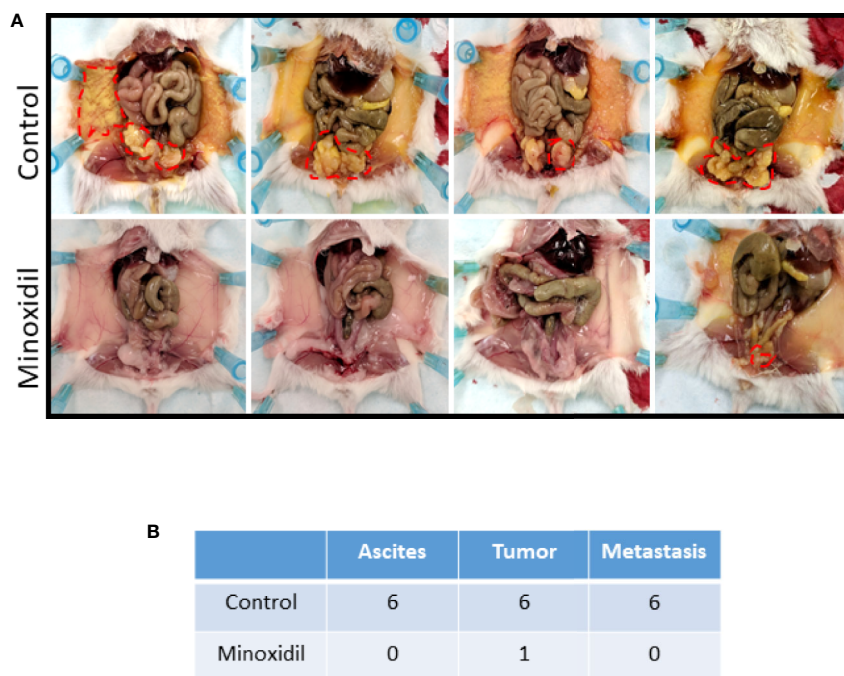 A
Control
Minoxidil
B
Ascites Tumor Metastasis
Control 6 6 6
Minoxidil 0 1 0